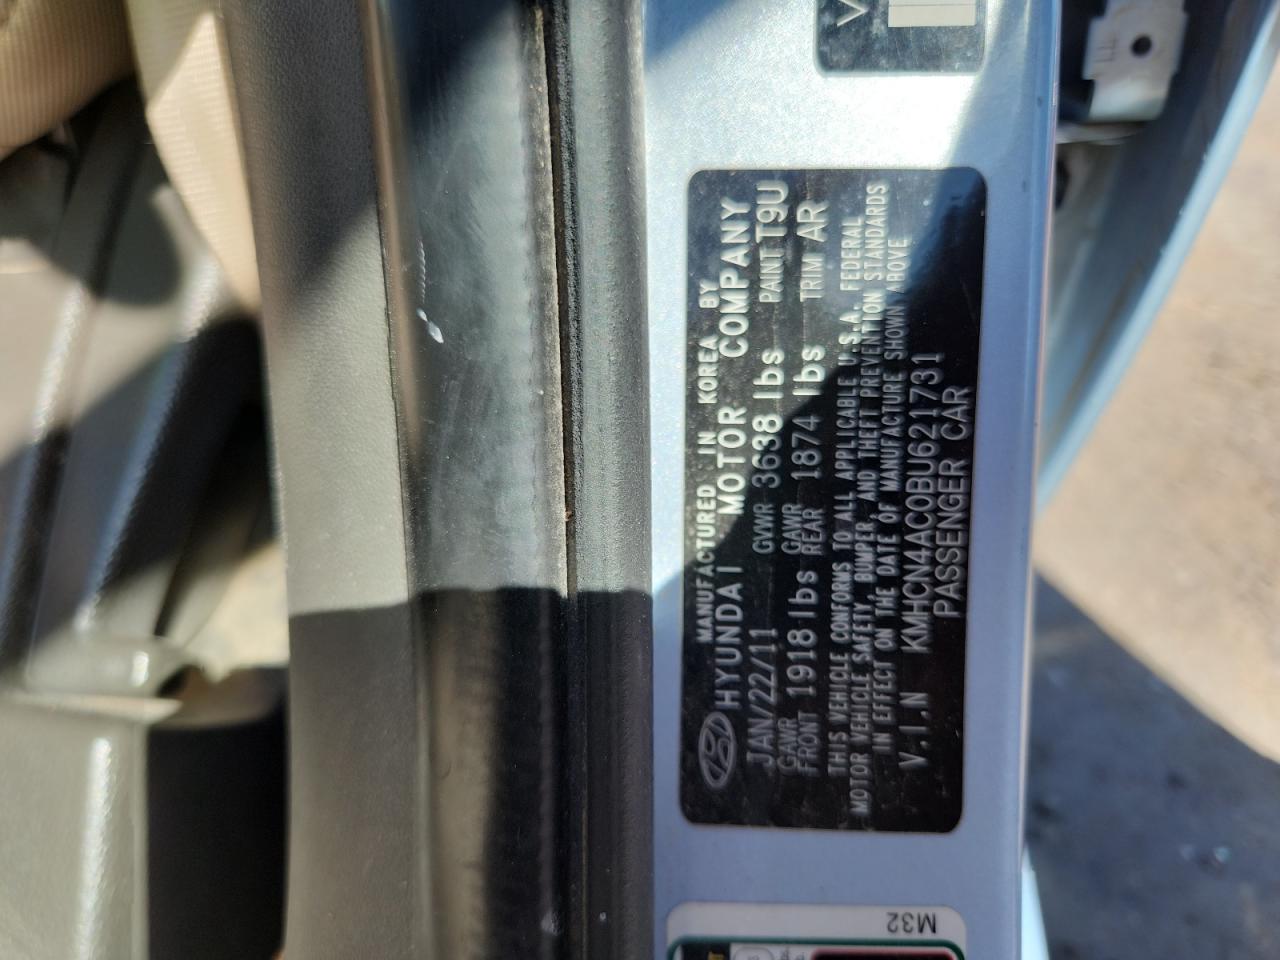 MANUFACTURED IN KOREA BY
HYUNDAI MOTOR COMPANY
JAN/22/11 GVWR 3638 lbs PAINT T9U
GAWR FRONT 1918 lbs GAWR REAR 1874 lbs TRIM AR
THIS VEHICLE CONFORMS TO ALL APPLICABLE U.S.A. FEDERAL
MOTOR VEHICLE SAFETY, BUMPER, AND THEFT PREVENTION STANDARDS
IN EFFECT ON THE DATE OF MANUFACTURE SHOWN ABOVE
V.I.N KMHCN4AC0BU621731
PASSENGER CAR
M32